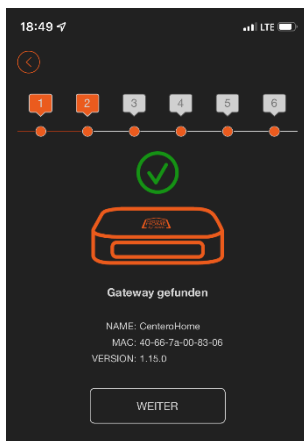 18:49
LTE
1 2 3 4 5 6
Gateway gefunden
NAME: CenteroHome
MAC: 40-66-7a-00-83-06
VERSION: 1.15.0
WEITER